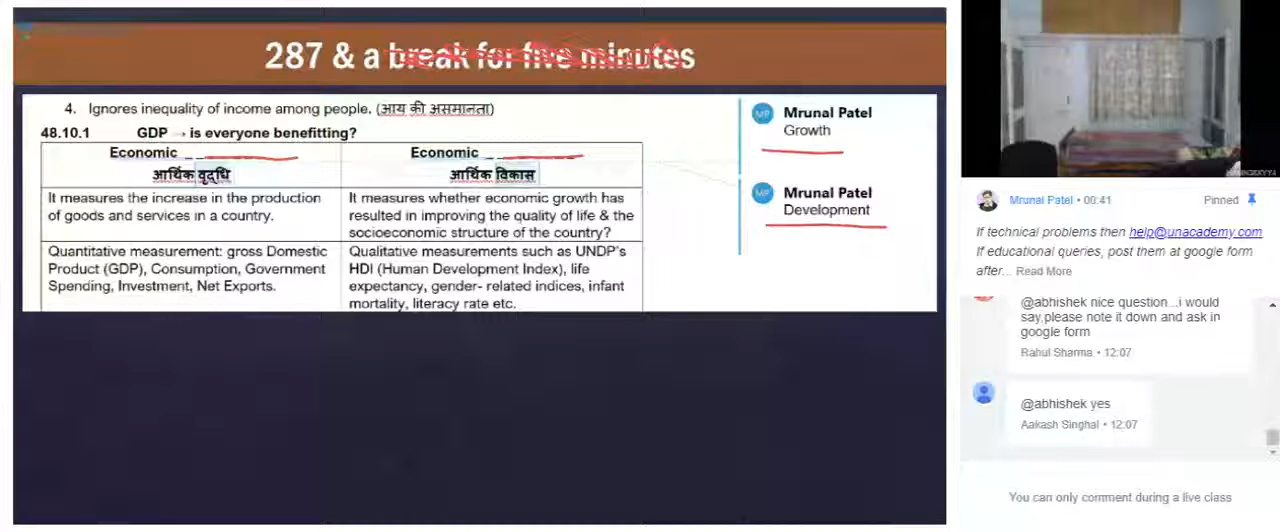 287 & a break for five minutes
4. Ignores inequality of income among people. (आय की असमानता)
48.10.1 GDP → is everyone benefitting?
Economic _ _
आर्थिक वृद्धि
Economic _ _
आर्थिक विकास
It measures the increase in the production
of goods and services in a country.
It measures whether economic growth has
resulted in improving the quality of life & the
socioeconomic structure of the country?
Quantitative measurement: gross Domestic
Product (GDP), Consumption, Government
Spending, Investment, Net Exports.
Qualitative measurements such as UNDP's
HDI (Human Development Index), life
expectancy, gender- related indices, infant
mortality, literacy rate etc.
MP Mrunal Patel
Growth
MP Mrunal Patel
Development
Mrunal Patel • 00:41 Pinned
If technical problems then help@unacademy.com
If educational queries, post them at google form
after... Read More
@abhishek nice question...i would
say,please note it down and ask in
google form
Rahul Sharma • 12:07
@abhishek yes
Aakash Singhal • 12:07
You can only comment during a live class